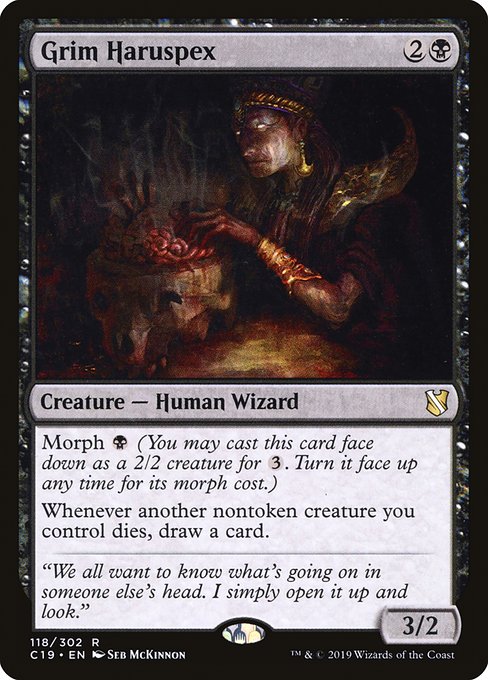 Grim Haruspex 2
Creature — Human Wizard
Morph (You may cast this card face
down as a 2/2 creature for 3. Turn it face up
any time for its morph cost.)
Whenever another nontoken creature you
control dies, draw a card.
“We all want to know what’s going on in
someone else’s head. I simply open it up and
look.”
3/2
118/302 R
C19 • EN Seb McKinnon
™ & © 2019 Wizards of the Coast